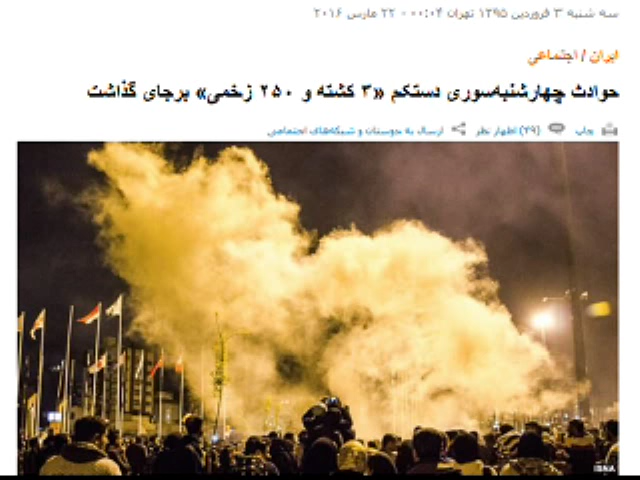 سه شنبه ۳ فروردین ۱۳۹۵ تهران ۰۰:۰۴ - ۲۲ مارس ۲۰۱۶
ایران / اجتماعی
حوادث چهارشنبه‌سوری دستکم «۳ کشته و ۲۵۰ زخمی» برجای گذاشت
چاپ (۲۹) اظهار نظر ارسال به دوستان و شبکه‌های اجتماعی
ISNA